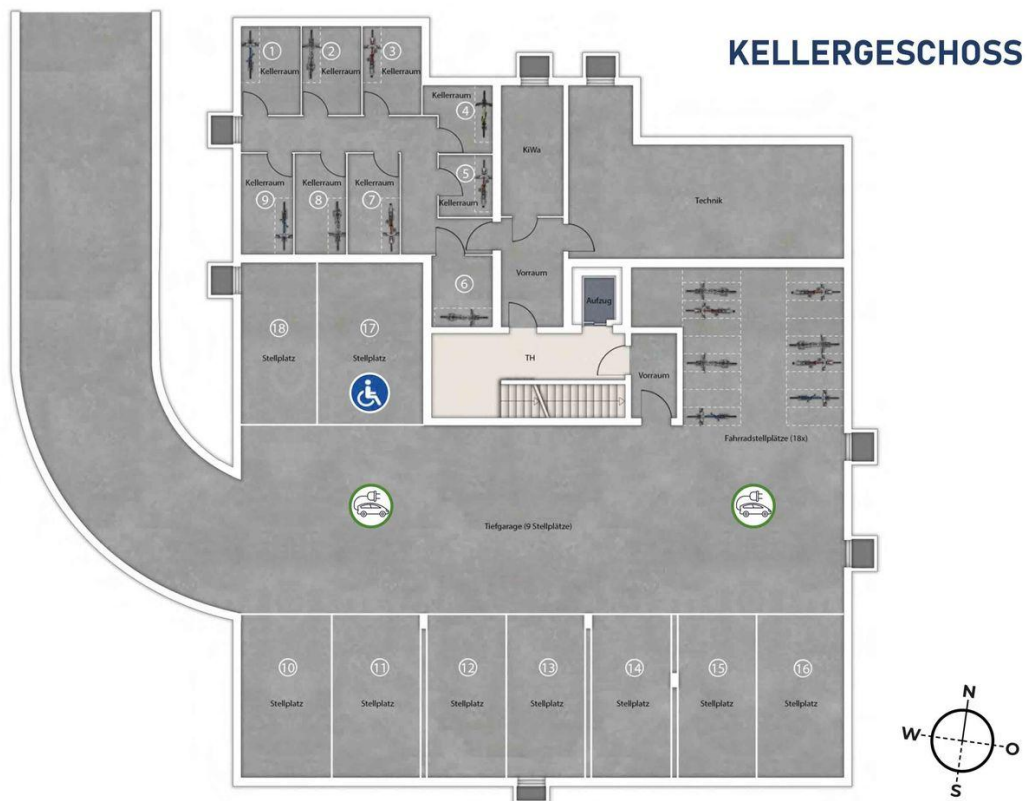 KELLERGESCHOSS
1
Kellerraum
2
Kellerraum
3
Kellerraum
Kellerraum
4
5
Kellerraum
KiWa
Technik
Kellerraum
9
Kellerraum
8
Kellerraum
7
6
Vorraum
Aufzug
18
Stellplatz
17
Stellplatz
TH
Vorraum
Fahrradstellplätze (18x)
Tiefgarage (9 Stellplätze)
10
Stellplatz
11
Stellplatz
12
Stellplatz
13
Stellplatz
14
Stellplatz
15
Stellplatz
16
Stellplatz
N
W
O
S